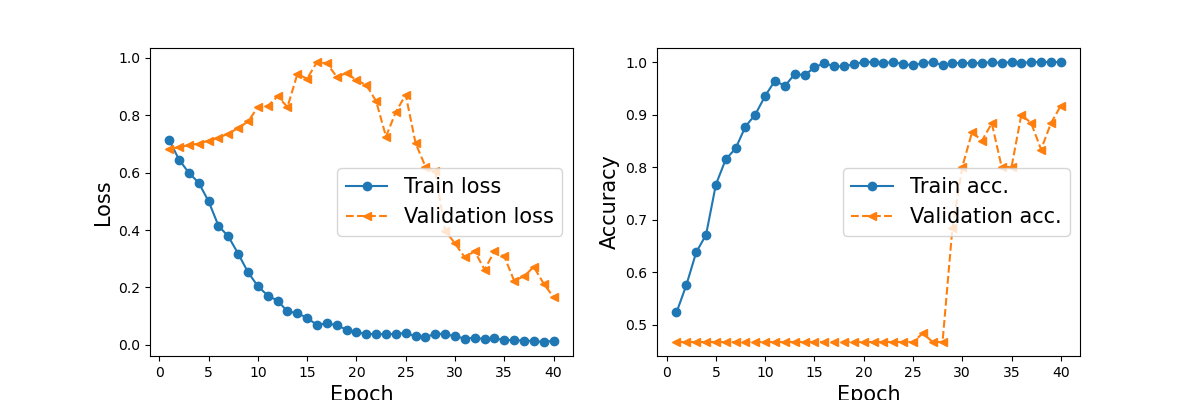 1.0
0.8
0.6
0.4
0.2
0.0
Loss
0 5 10 15 20 25 30 35 40
Epoch
Train loss
Validation loss
1.0
0.9
0.8
0.7
0.6
0.5
Accuracy
0 5 10 15 20 25 30 35 40
Epoch
Train acc.
Validation acc.